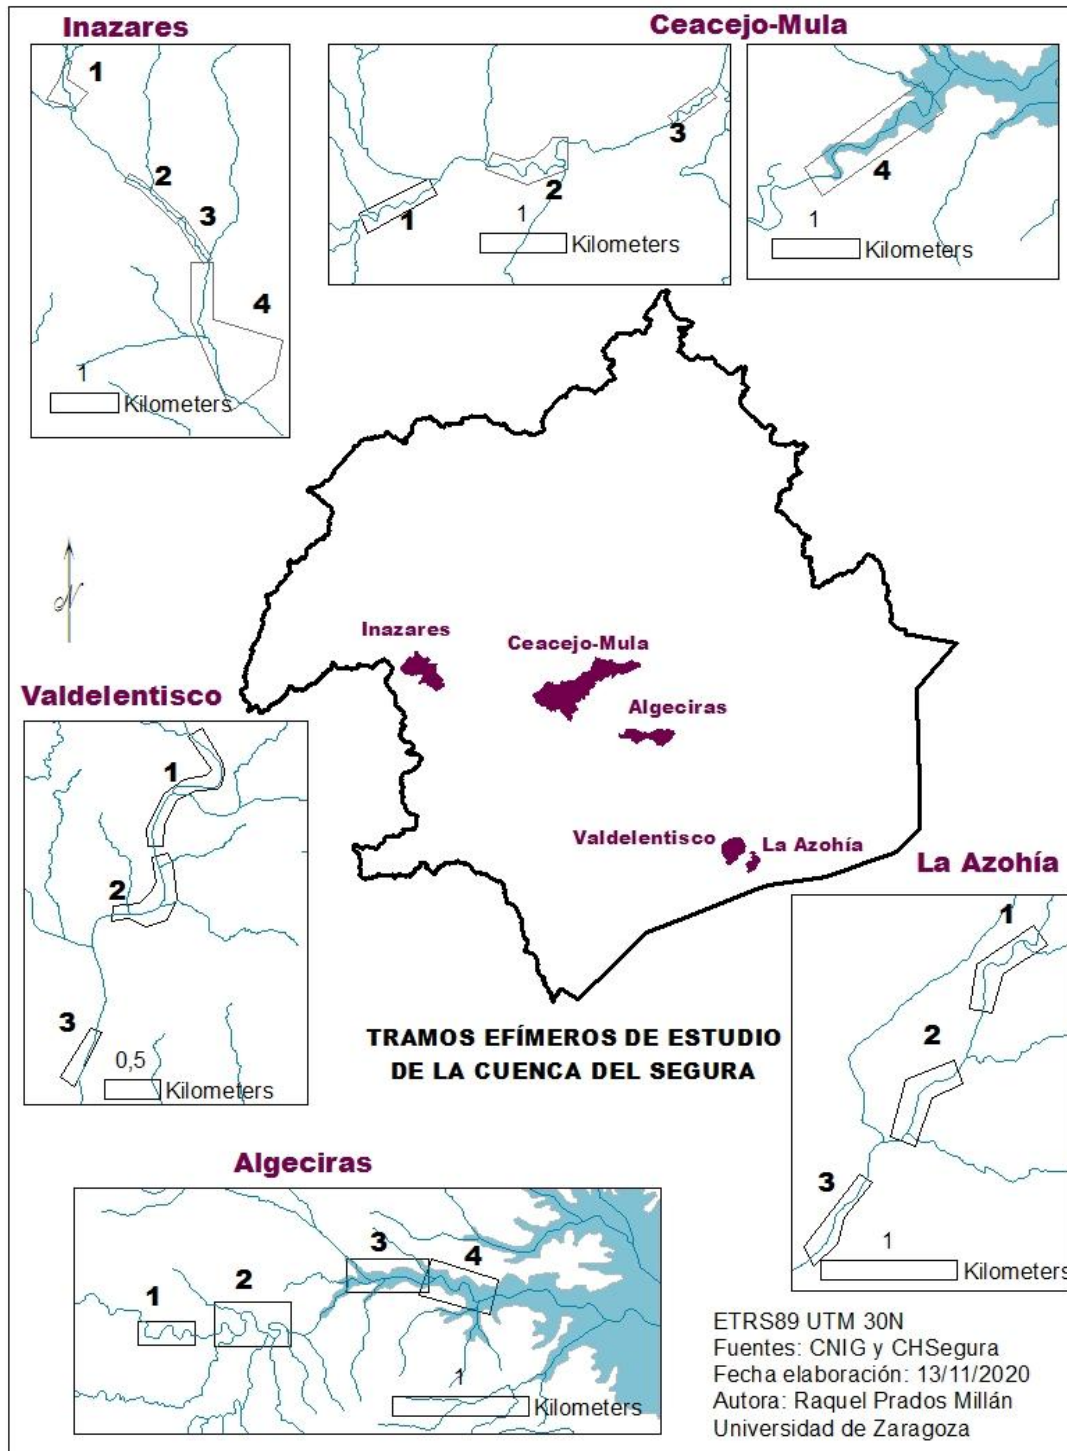 Inazares
1
2
3
4
1
Kilometers
Ceacejo-Mula
1
2
3
1
Kilometers
4
1
Kilometers
N
Inazares
Ceacejo-Mula
Algeciras
Valdelentisco
La Azohía
Valdelentisco
1
2
3
0,5
Kilometers
La Azohía
1
2
3
1
Kilometers
TRAMOS EFÍMEROS DE ESTUDIO
DE LA CUENCA DEL SEGURA
Algeciras
1
2
3
4
1
Kilometers
ETRS89 UTM 30N
Fuentes: CNIG y CHSegura
Fecha elaboración: 13/11/2020
Autora: Raquel Prados Millán
Universidad de Zaragoza